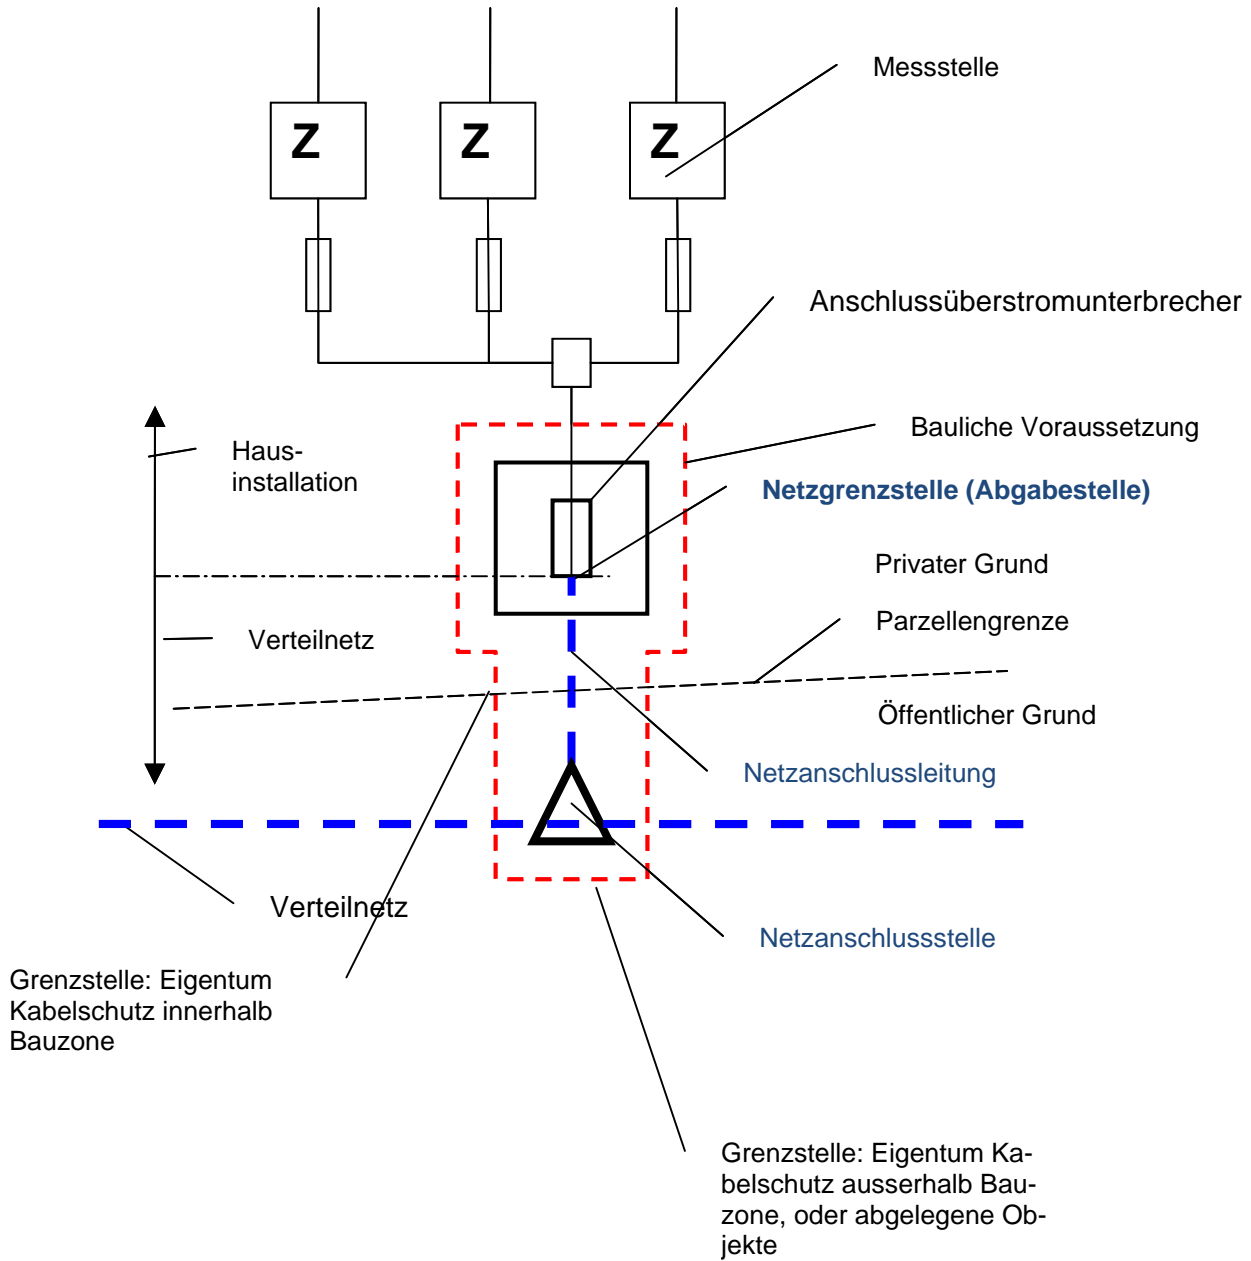 Messstelle
Z
Z
Z
Anschlussüberstromunterbrecher
Bauliche Voraussetzung
Haus-
installation
Netzgrenzstelle (Abgabestelle)
Privater Grund
Parzellengrenze
Verteilnetz
Öffentlicher Grund
Netzanschlussleitung
Verteilnetz
Netzanschlussstelle
Grenzstelle: Eigentum
Kabelschutz innerhalb
Bauzone
Grenzstelle: Eigentum Ka-
belschutz ausserhalb Bau-
zone, oder abgelegene Ob-
jekte